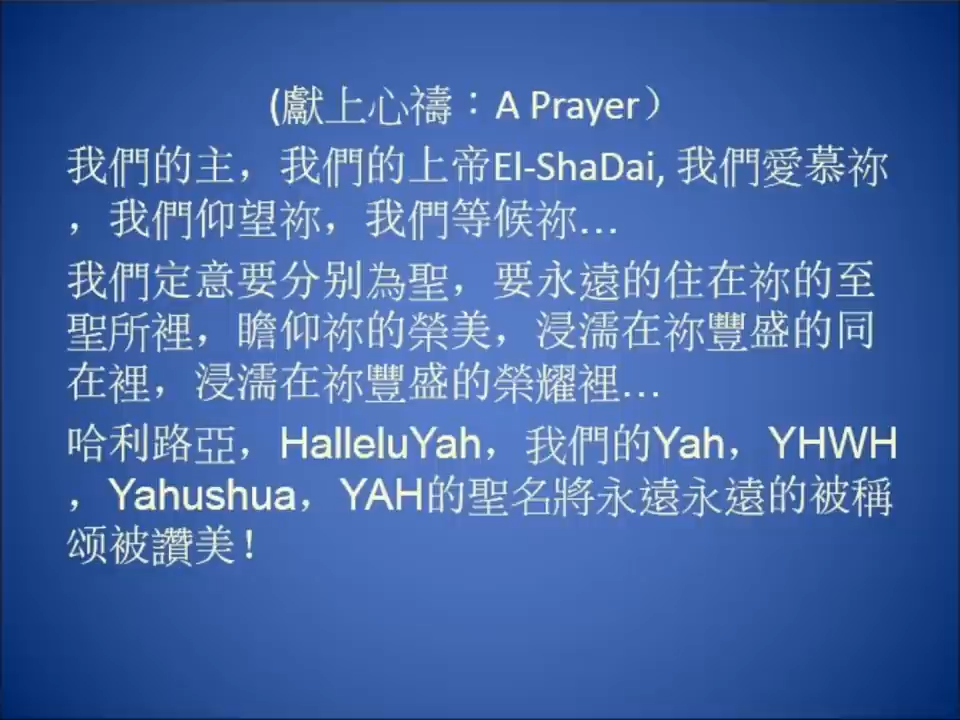 (獻上心禱：A Prayer）
我們的主，我們的上帝El-ShaDai, 我們愛慕祢
，我們仰望祢，我們等候祢…
我們定意要分别為聖，要永遠的住在祢的至
聖所裡，瞻仰祢的榮美，浸濡在祢豐盛的同
在裡，浸濡在祢豐盛的榮耀裡…
哈利路亞，HalleluYah，我們的Yah，YHWH
，Yahushua，YAH的聖名將永遠永遠的被稱
颂被讚美！